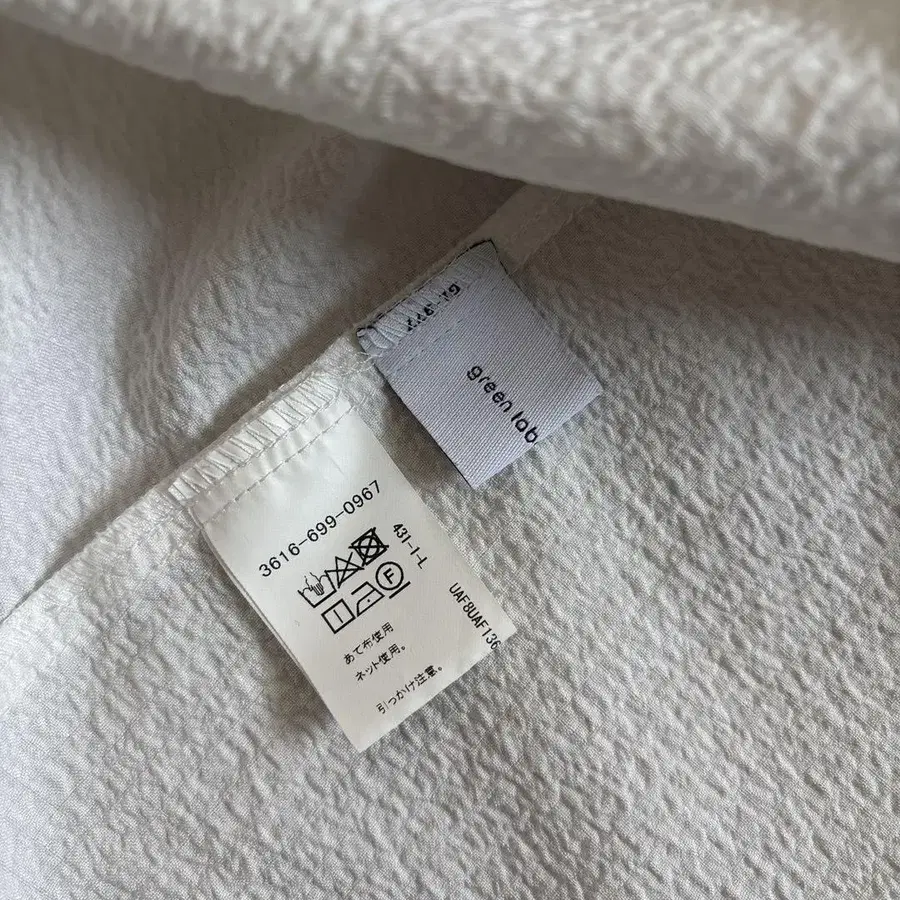 green lab
3616-699-0967
431-1-L
F
UAF8UAF136
あて布使用
ネット使用。
引っかけ注意。